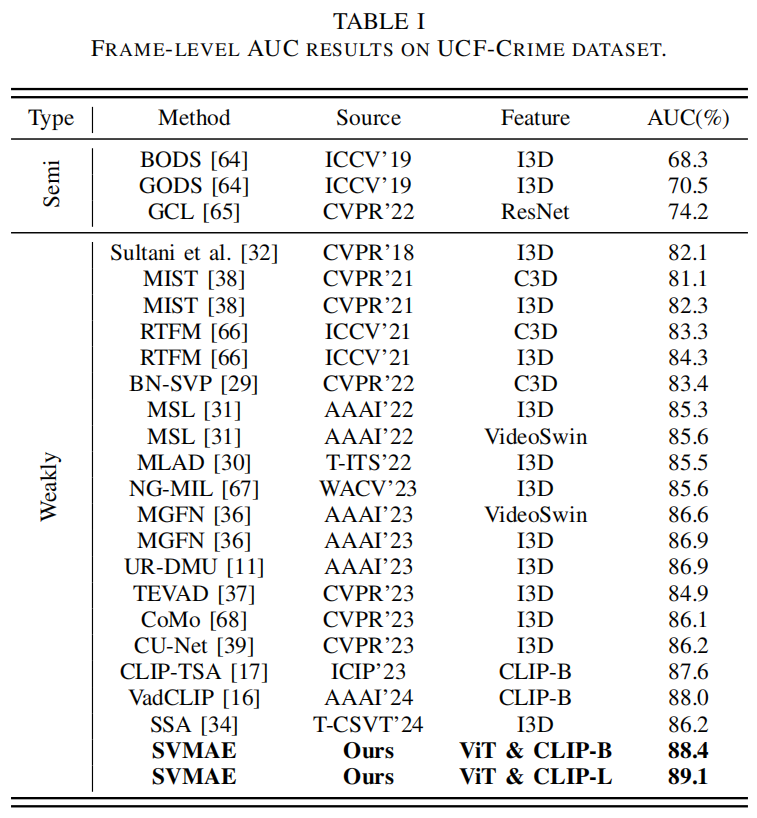 TABLE I
FRAME-LEVEL AUC RESULTS ON UCF-CRIME DATASET.
Type Method Source Feature AUC(%)
Semi
BODS [64] ICCV'19 I3D 68.3
GODS [64] ICCV'19 I3D 70.5
GCL [65] CVPR'22 ResNet 74.2
Weakly
Sultani et al. [32] CVPR'18 I3D 82.1
MIST [38] CVPR'21 C3D 81.1
MIST [38] CVPR'21 I3D 82.3
RTFM [66] ICCV'21 C3D 83.3
RTFM [66] ICCV'21 I3D 84.3
BN-SVP [29] CVPR'22 C3D 83.4
MSL [31] AAAI'22 I3D 85.3
MSL [31] AAAI'22 VideoSwin 85.6
MLAD [30] T-ITS'22 I3D 85.5
NG-MIL [67] WACV'23 I3D 85.6
MGFN [36] AAAI'23 VideoSwin 86.6
MGFN [36] AAAI'23 I3D 86.9
UR-DMU [11] AAAI'23 I3D 86.9
TEVAD [37] CVPR'23 I3D 84.9
CoMo [68] CVPR'23 I3D 86.1
CU-Net [39] CVPR'23 I3D 86.2
CLIP-TSA [17] ICIP'23 CLIP-B 87.6
VadCLIP [16] AAAI'24 CLIP-B 88.0
SSA [34] T-CSVT'24 I3D 86.2
SVMAE Ours ViT & CLIP-B 88.4
SVMAE Ours ViT & CLIP-L 89.1